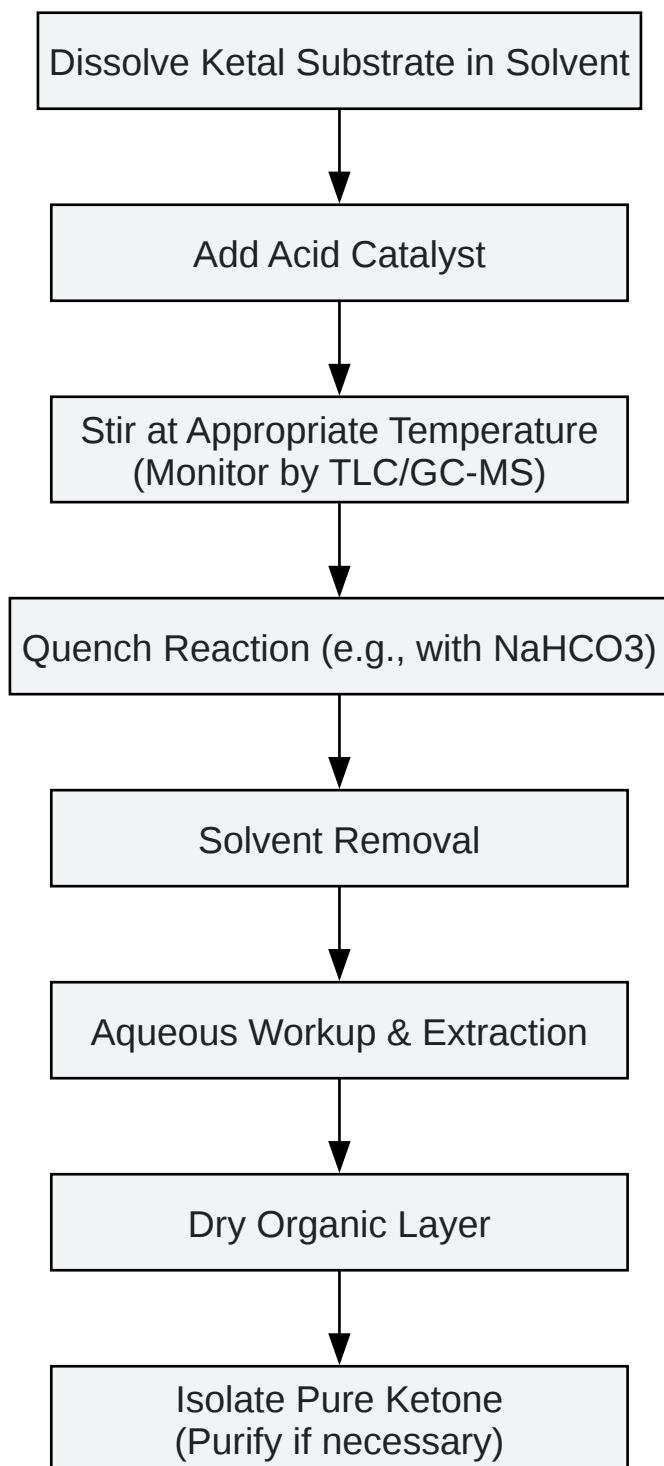 Dissolve Ketal Substrate in Solvent
Add Acid Catalyst
Stir at Appropriate Temperature
(Monitor by TLC/GC-MS)
Quench Reaction (e.g., with NaHCO3)
Solvent Removal
Aqueous Workup & Extraction
Dry Organic Layer
Isolate Pure Ketone
(Purify if necessary)